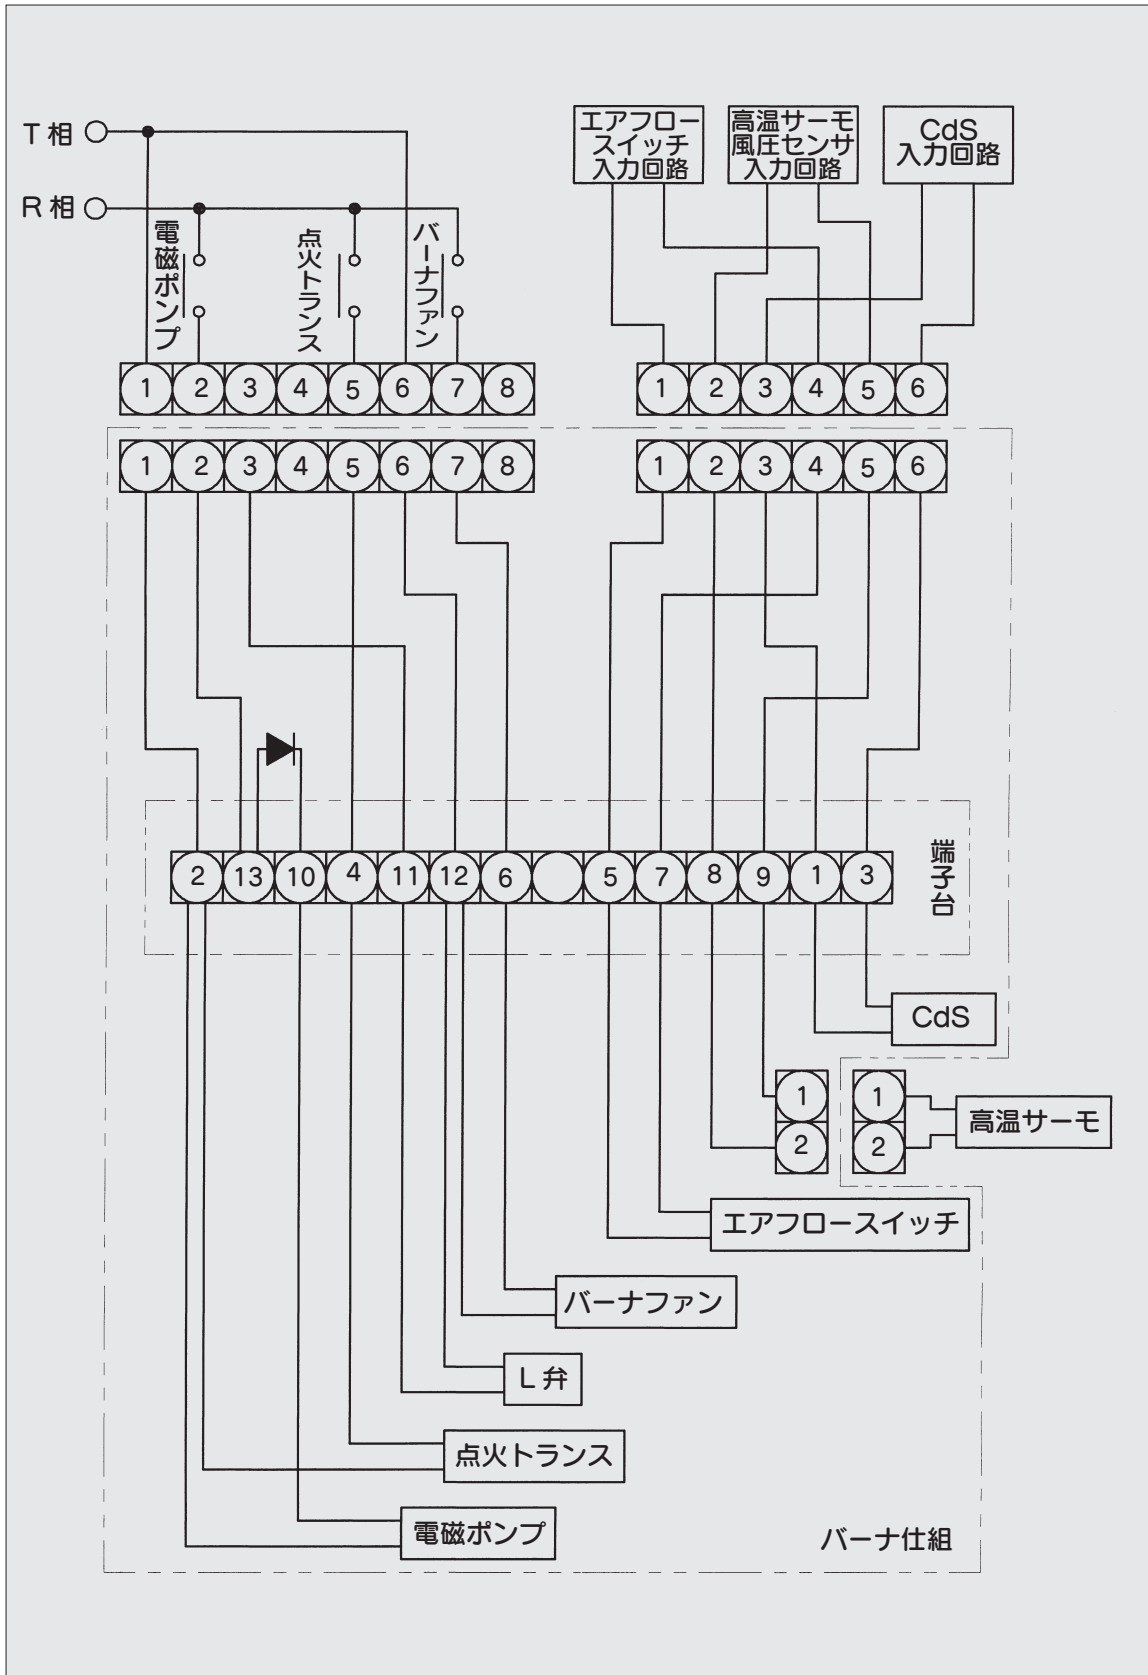 T相
R相
電磁ポンプ
点火トランス
バーナファン
エアフロー
スイッチ
入力回路
高温サーモ
風圧センサ
入力回路
CdS
入力回路
1 2 3 4 5 6 7 8
1 2 3 4 5 6
1 2 3 4 5 6 7 8
1 2 3 4 5 6
2 13 10 4 11 12 6 5 7 8 9 1 3
端子台
CdS
1
2
1
2
高温サーモ
エアフロースイッチ
バーナファン
L弁
点火トランス
電磁ポンプ
バーナ仕組